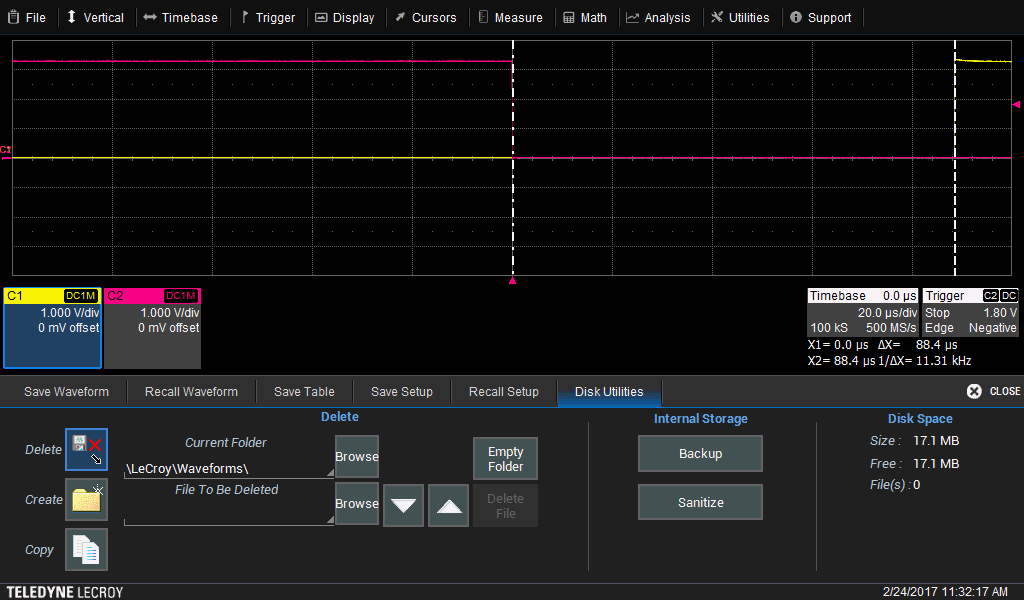 File Vertical Timebase Trigger Display Cursors Measure Math Analysis Utilities Support
C1 DC1M C2 DC1M
1.000 V/div 1.000 V/div
0 mV offset 0 mV offset
Timebase 0.0 µs Trigger C2 DC
20.0 µs/div Stop 1.80 V
100 kS 500 MS/s Edge Negative
X1= 0.0 µs ΔX= 88.4 µs
X2= 88.4 µs 1/ΔX= 11.31 kHz
Save Waveform Recall Waveform Save Table Save Setup Recall Setup Disk Utilities CLOSE
Delete Internal Storage Disk Space
Delete Current Folder Browse Empty Folder Backup Size : 17.1 MB
\LeCroy\Waveforms\ Free : 17.1 MB
Create File To Be Deleted Browse Delete File Sanitize File(s) : 0
Copy
TELEDYNE LECROY 2/24/2017 11:32:17 AM